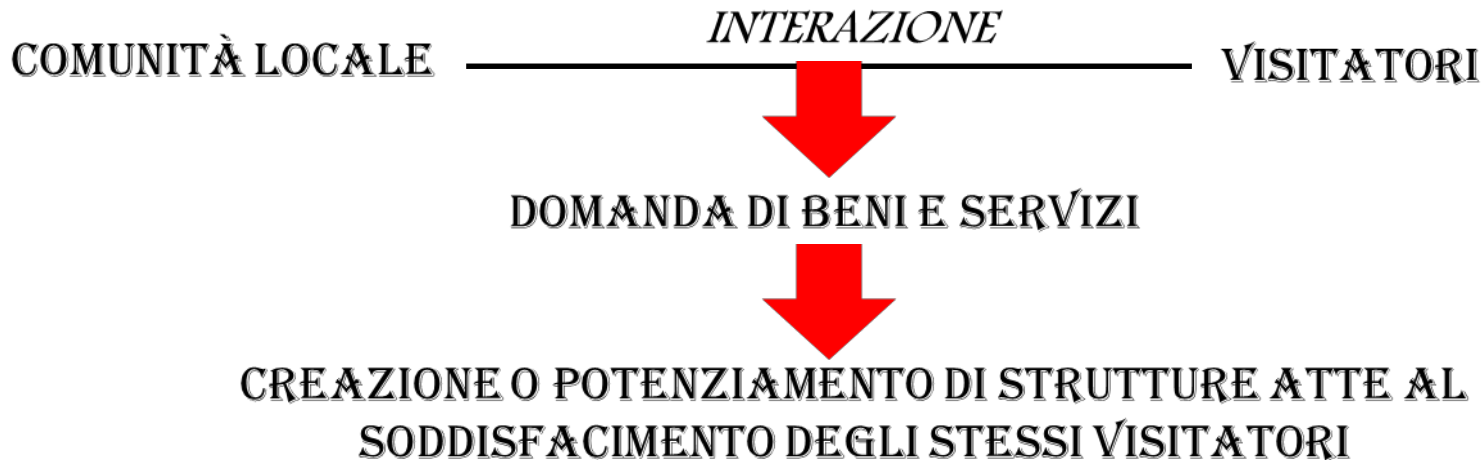 INTERAZIONE
COMUNITÀ LOCALE VISITATORI
DOMANDA DI BENI E SERVIZI
CREAZIONE O POTENZIAMENTO DI STRUTTURE ATTE AL
SODDISFACIMENTO DEGLI STESSI VISITATORI